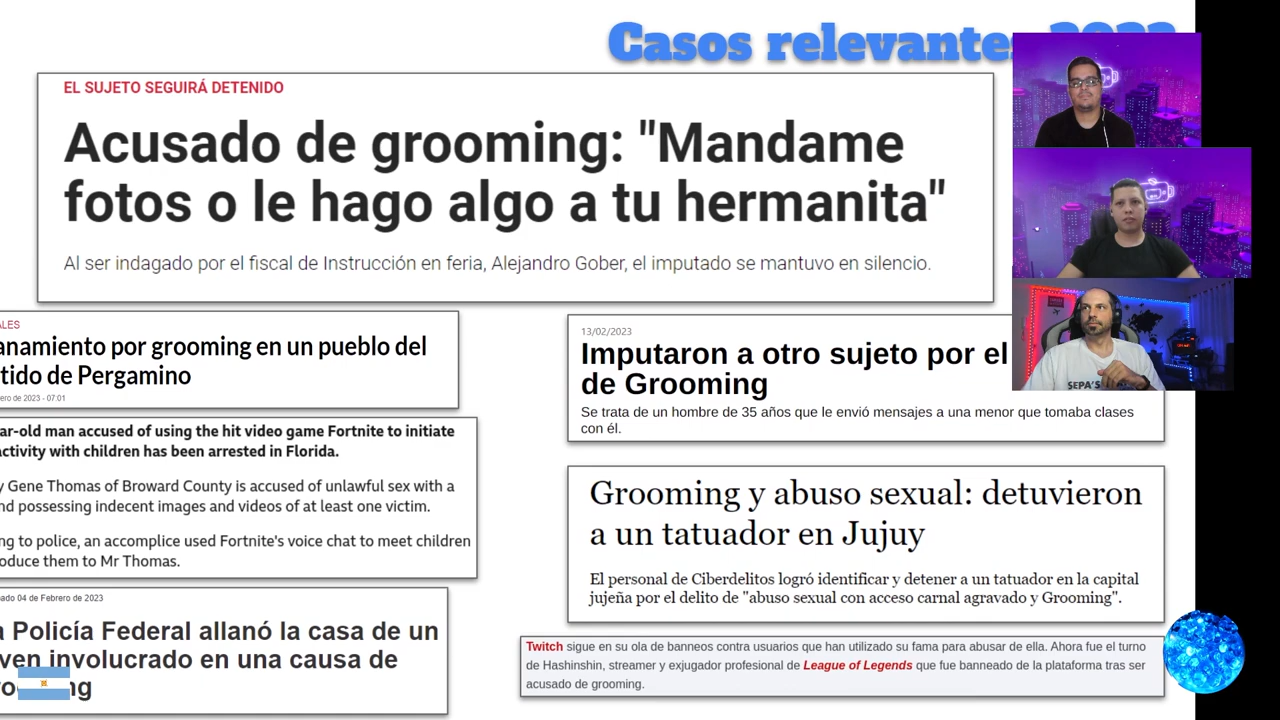 Casos relevantes 2023
EL SUJETO SEGUIRÁ DETENIDO
Acusado de grooming: "Mandame
fotos o le hago algo a tu hermanita"
Al ser indagado por el fiscal de Instrucción en feria, Alejandro Gober, el imputado se mantuvo en silencio.
ALES
anamiento por grooming en un pueblo del
tido de Pergamino
ero de 2023 - 07:01
ar-old man accused of using the hit video game Fortnite to initiate
activity with children has been arrested in Florida.
y Gene Thomas of Broward County is accused of unlawful sex with a
nd possessing indecent images and videos of at least one victim.
ng to police, an accomplice used Fortnite's voice chat to meet children
oduce them to Mr Thomas.
ado 04 de Febrero de 2023
a Policía Federal allanó la casa de un
ven involucrado en una causa de
ng
13/02/2023
Imputaron a otro sujeto por el
de Grooming
Se trata de un hombre de 35 años que le envió mensajes a una menor que tomaba clases
con él.
Grooming y abuso sexual: detuvieron
a un tatuador en Jujuy
El personal de Ciberdelitos logró identificar y detener a un tatuador en la capital
jujeña por el delito de "abuso sexual con acceso carnal agravado y Grooming".
Twitch sigue en su ola de banneos contra usuarios que han utilizado su fama para abusar de ella. Ahora fue el turno
de Hashinshin, streamer y exjugador profesional de League of Legends que fue banneado de la plataforma tras ser
acusado de grooming.
SEPA'S